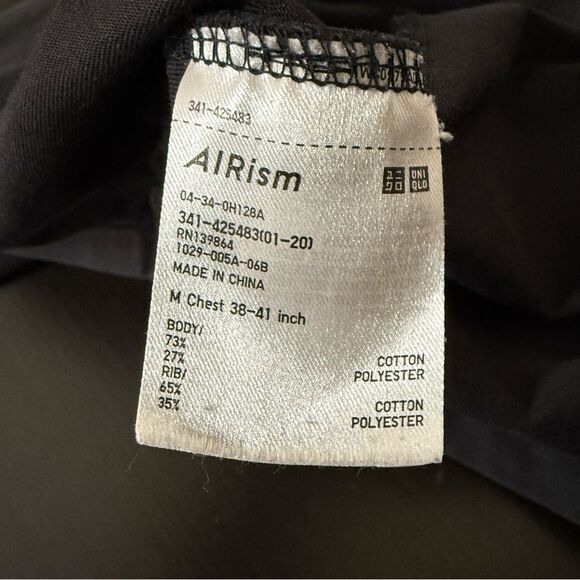 341-425483
AIRism
ユニ UNI
クロ QLO
04-34-0H128A
341-425483(01-20)
RN139864
1029-005A-06B
MADE IN CHINA
M Chest 38-41 inch
BODY/
73% COTTON
27% POLYESTER
RIB/
65% COTTON
35% POLYESTER